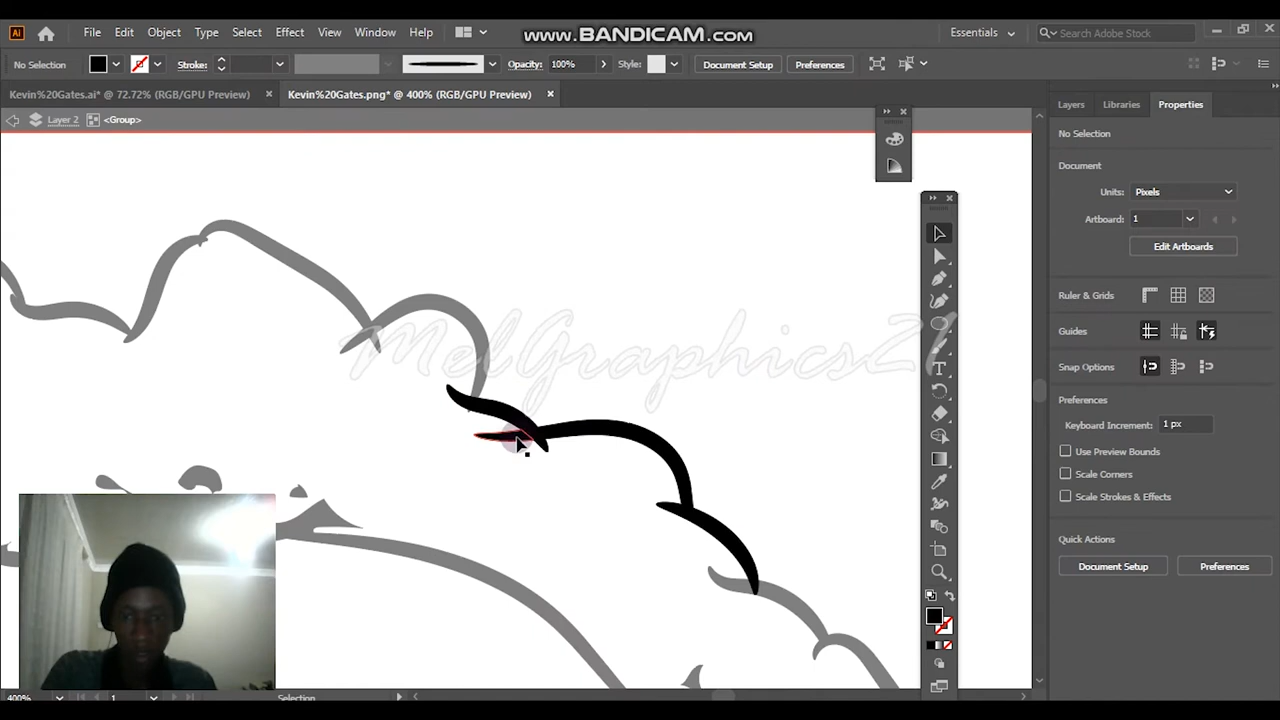 www.BANDICAM.com
Ai File Edit Object Type Select Effect View Window Help Essentials Search Adobe Stock
No Selection Stroke: Opacity: 100% Style: Document Setup Preferences
Kevin%20Gates.ai* @ 72.72% (RGB/GPU Preview) Kevin%20Gates.png* @ 400% (RGB/GPU Preview)
Layer 2 <Group>
Layers Libraries Properties
No Selection
Document
Units: Pixels
Artboard: 1
Edit Artboards
Ruler & Grids
Guides
Snap Options
Preferences
Keyboard Increment: 1 px
Use Preview Bounds
Scale Corners
Scale Strokes & Effects
Quick Actions
Document Setup Preferences
MelGraphics21
400% 1 Selection